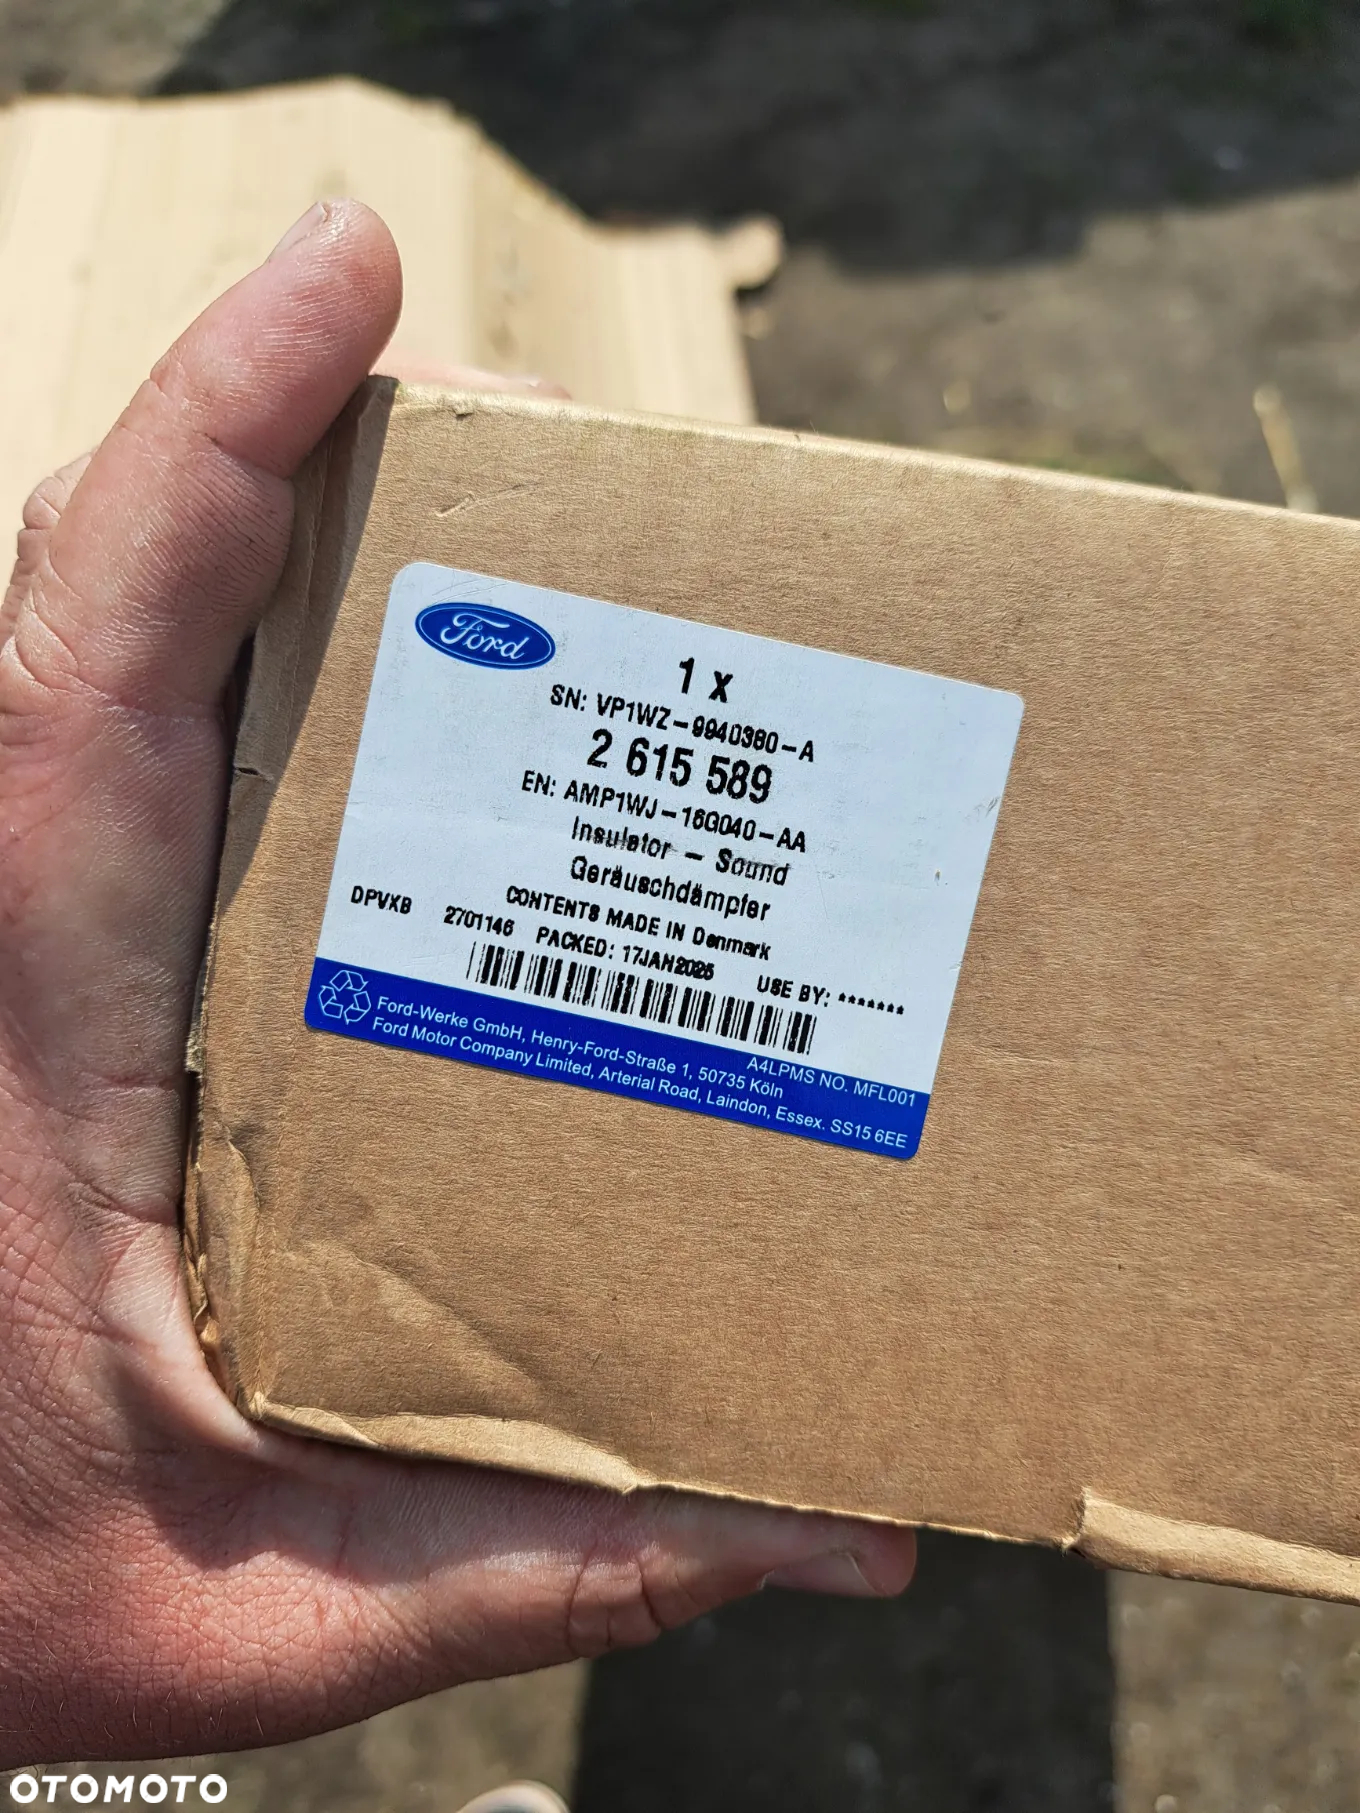 Ford
1 x
SN: VP1WZ-9940380-A
2 615 589
EN: AMP1WJ-16G040-AA
Insulator - Sound
Geräuschdämpfer
CONTENTS MADE IN Denmark
DPVXB 2701146 PACKED: 17JAN2025 USE BY: *******
A4LPMS NO. MFL001
Ford-Werke GmbH, Henry-Ford-Straße 1, 50735 Köln
Ford Motor Company Limited, Arterial Road, Laindon, Essex. SS15 6EE
OTOMOTO